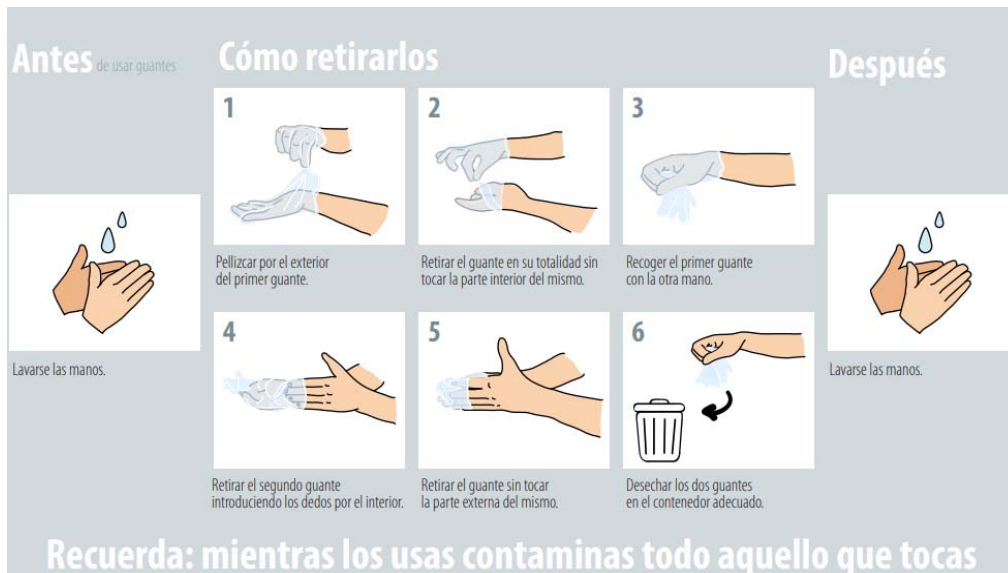 Antes de usar guantes
Lavarse las manos.
Cómo retirarlos
1
Pellizcar por el exterior
del primer guante.
2
Retirar el guante en su totalidad sin
tocar la parte interior del mismo.
3
Recoger el primer guante
con la otra mano.
4
Retirar el segundo guante
introduciendo los dedos por el interior.
5
Retirar el guante sin tocar
la parte externa del mismo.
6
Desechar los dos guantes
en el contenedor adecuado.
Después
Lavarse las manos.
Recuerda: mientras los usas contaminas todo aquello que tocas